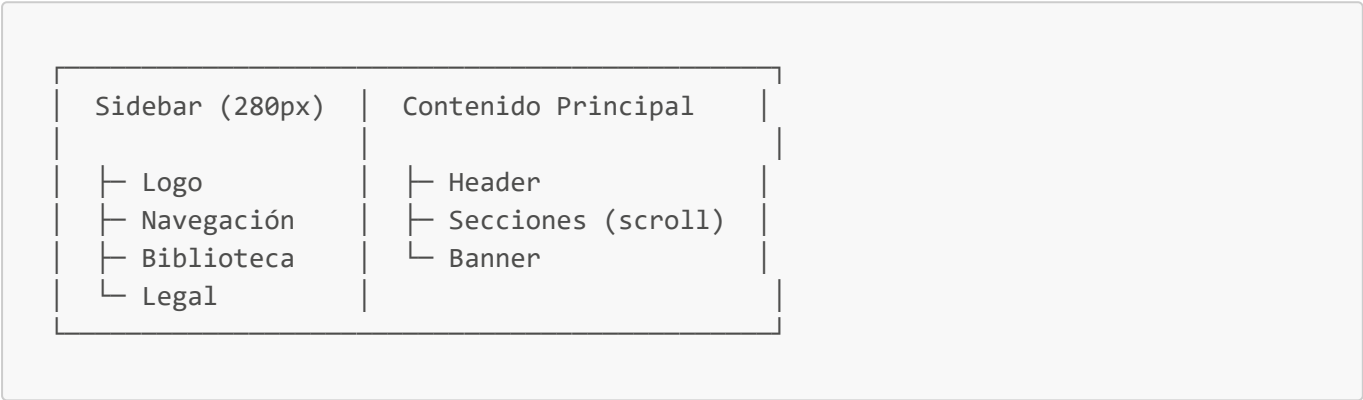 ┌──────────────────────────────────────────────┐
│  Sidebar (280px)  │  Contenido Principal    │
│                   │                          │
│  ├─ Logo          │  ├─ Header              │
│  ├─ Navegación    │  ├─ Secciones (scroll)  │
│  ├─ Biblioteca    │  └─ Banner              │
│  └─ Legal         │                          │
└──────────────────────────────────────────────┘